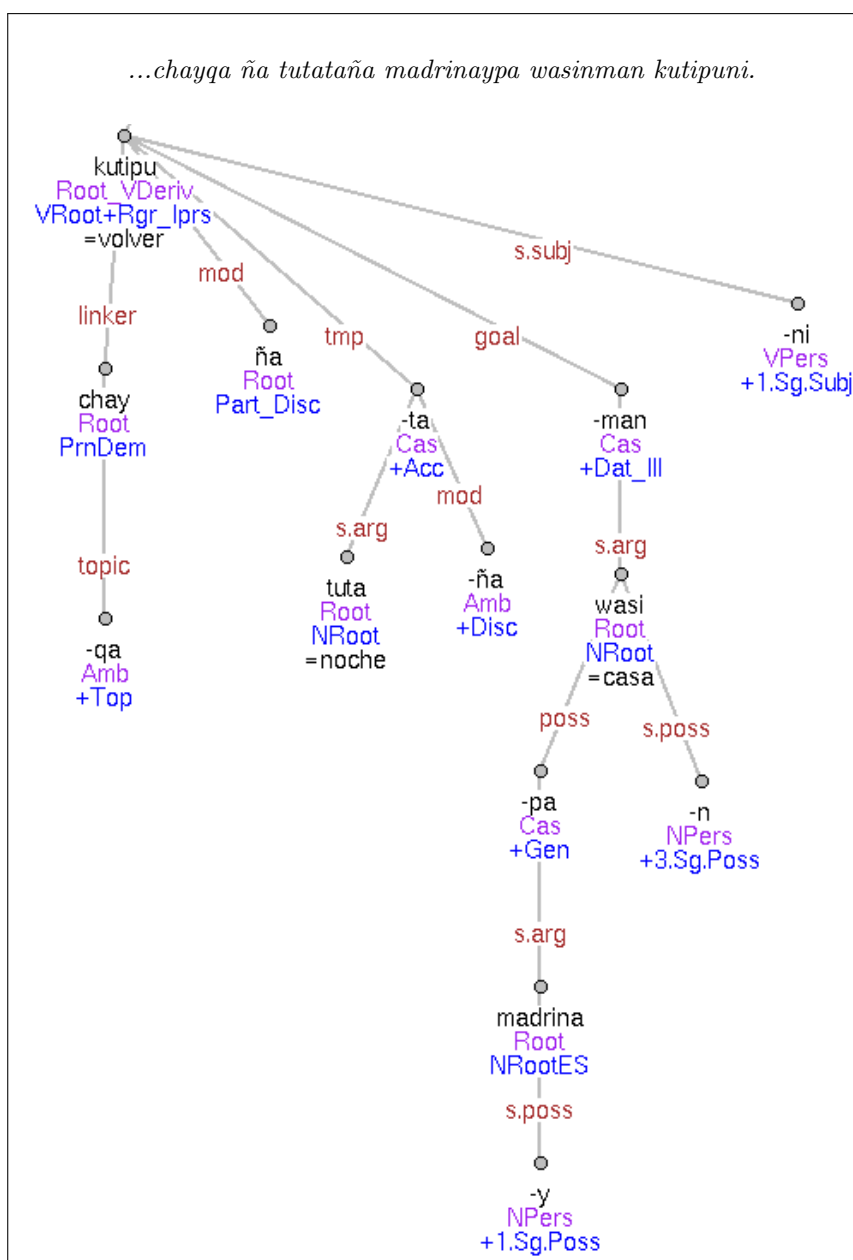 ...chayqa ña tutataña madrinaypa wasinman kutipuni.
kutipu
Root_VDeriv
VRoot+Rgr_Iprs
=volver
s.subj
mod
linker
tmp
goal
-ni
VPers
+1.Sg.Subj
ña
Root
Part_Disc
chay
Root
PrnDem
-ta
Cas
+Acc
-man
Cas
+Dat_Ill
s.arg
mod
s.arg
topic
tuta
Root
NRoot
=noche
-ña
Amb
+Disc
wasi
Root
NRoot
=casa
-qa
Amb
+Top
poss
s.poss
-pa
Cas
+Gen
-n
NPers
+3.Sg.Poss
s.arg
madrina
Root
NRootES
s.poss
-y
NPers
+1.Sg.Poss